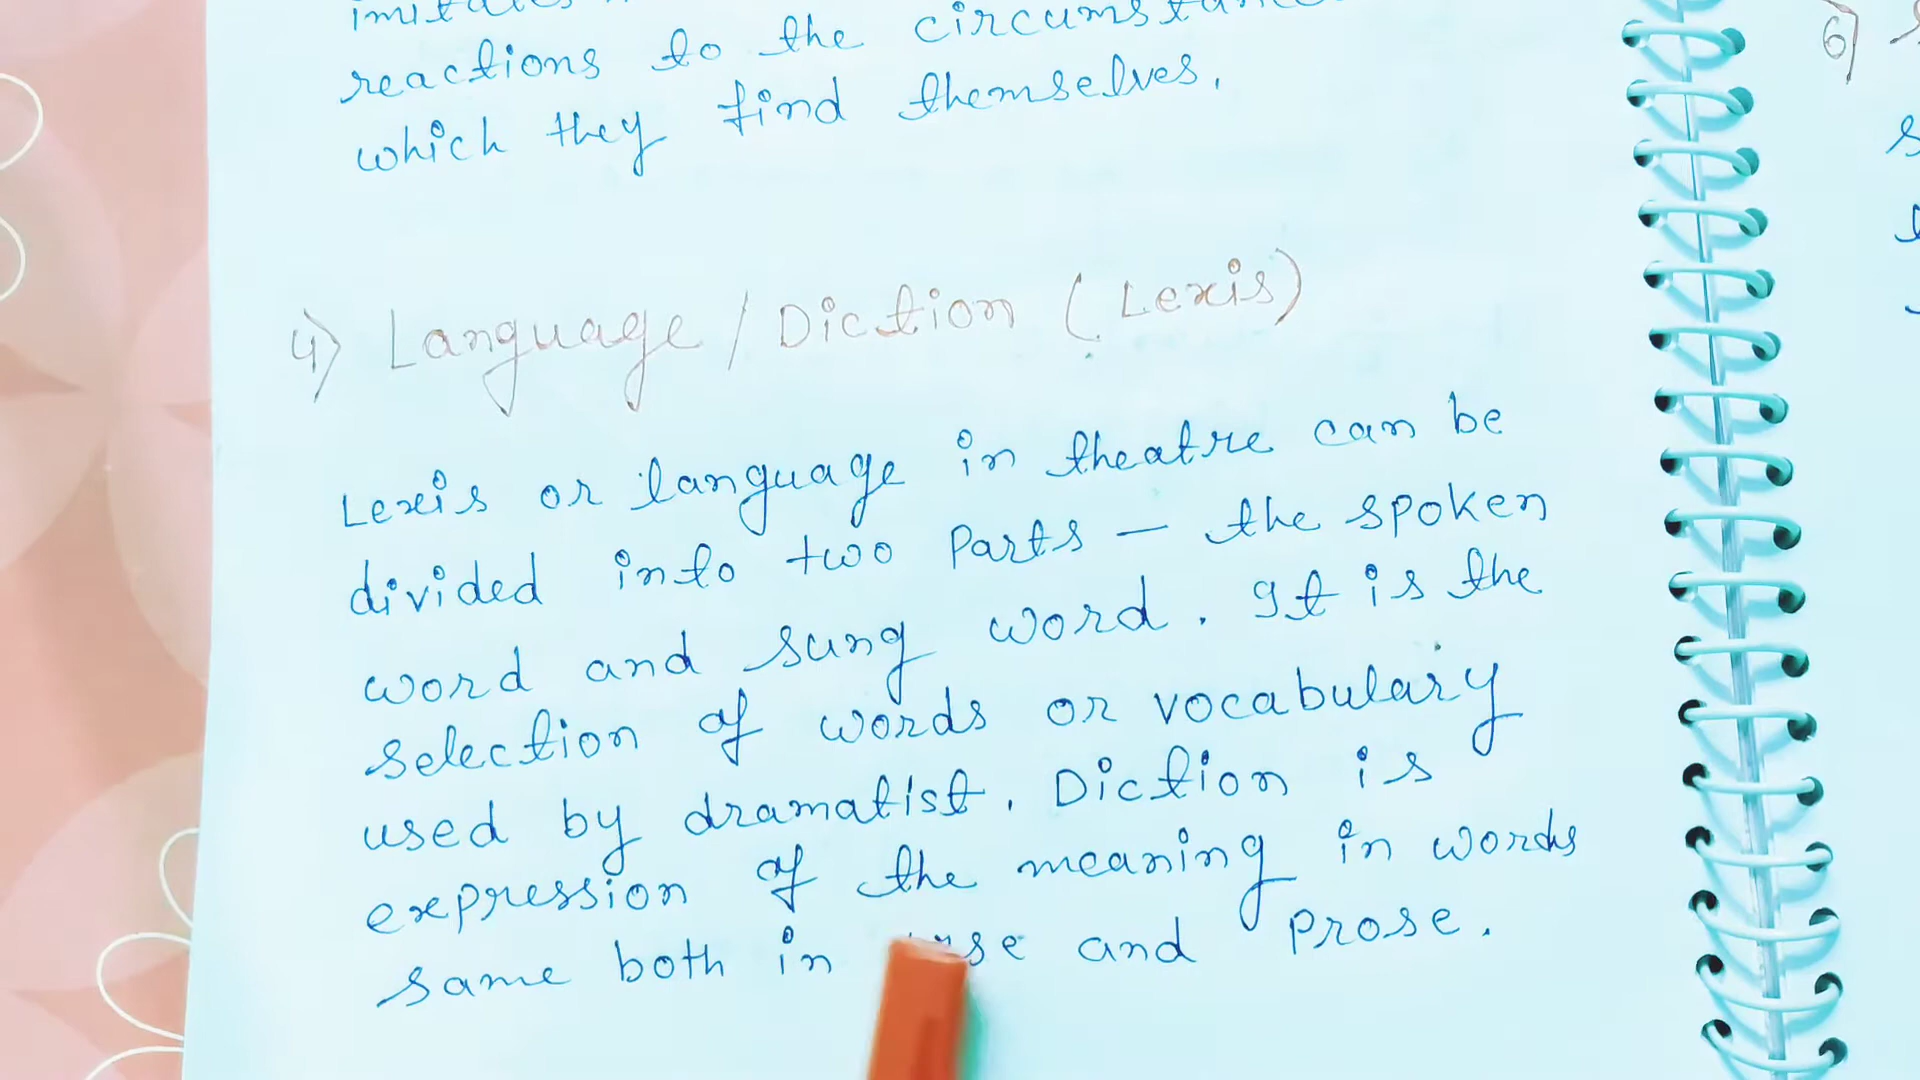 reactions to the
which they find themselves.
4) Language / Diction (Lexis)
Lexis or language in theatre can be
divided into two Parts — the spoken
word and sung word. It is the
selection of words or vocabulary
used by dramatist. Diction is
expression of the meaning in words
same both in and prose.
6)